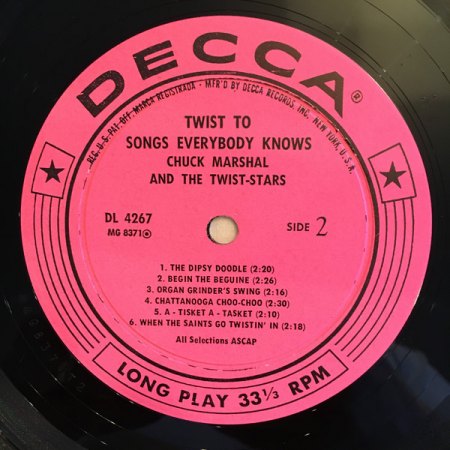 DECCA®
REG. U.S. PAT. OFF. MARCA REGISTRADA - MFR'D BY DECCA RECORDS, INC., NEW YORK, U.S.A.
TWIST TO
SONGS EVERYBODY KNOWS
CHUCK MARSHAL
AND THE TWIST-STARS
DL 4267
MG 8371
SIDE 2
1. THE DIPSY DOODLE (2:20)
2. BEGIN THE BEGUINE (2:26)
3. ORGAN GRINDER'S SWING (2:16)
4. CHATTANOOGA CHOO-CHOO (2:30)
5. A - TISKET A - TASKET (2:10)
6. WHEN THE SAINTS GO TWISTIN' IN (2:18)
All Selections ASCAP
LONG PLAY 33⅓ RPM